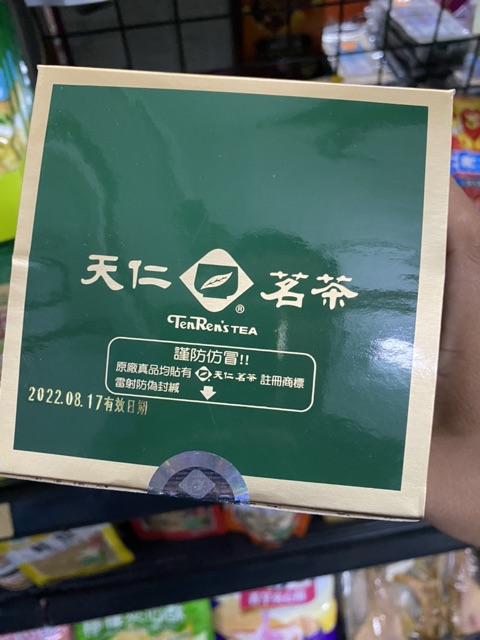 天仁茗茶
®
TenRen's TEA
謹防仿冒!!
原廠真品均貼有 天仁茗茶 註冊商標
雷射防偽封緘
2022.08.17有效日期